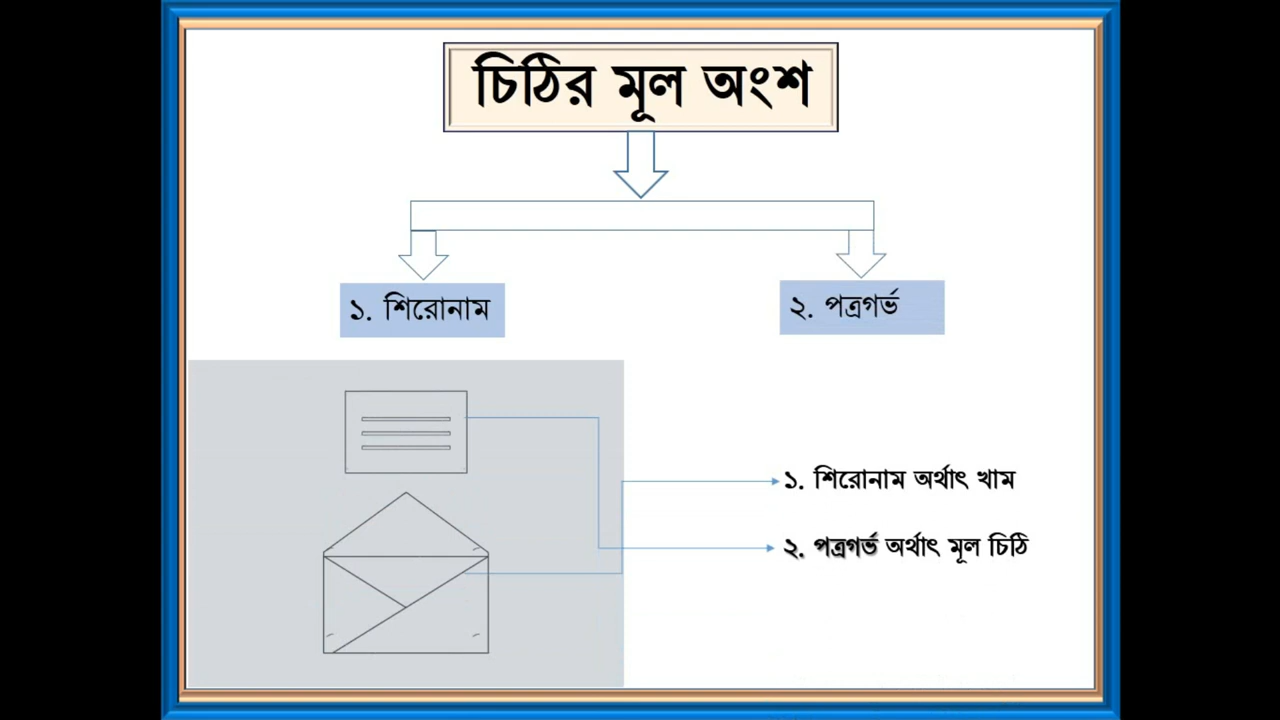 চিঠির মূল অংশ
১. শিরোনাম
২. পত্রগর্ভ
১. শিরোনাম অর্থাৎ খাম
২. পত্রগর্ভ অর্থাৎ মূল চিঠি